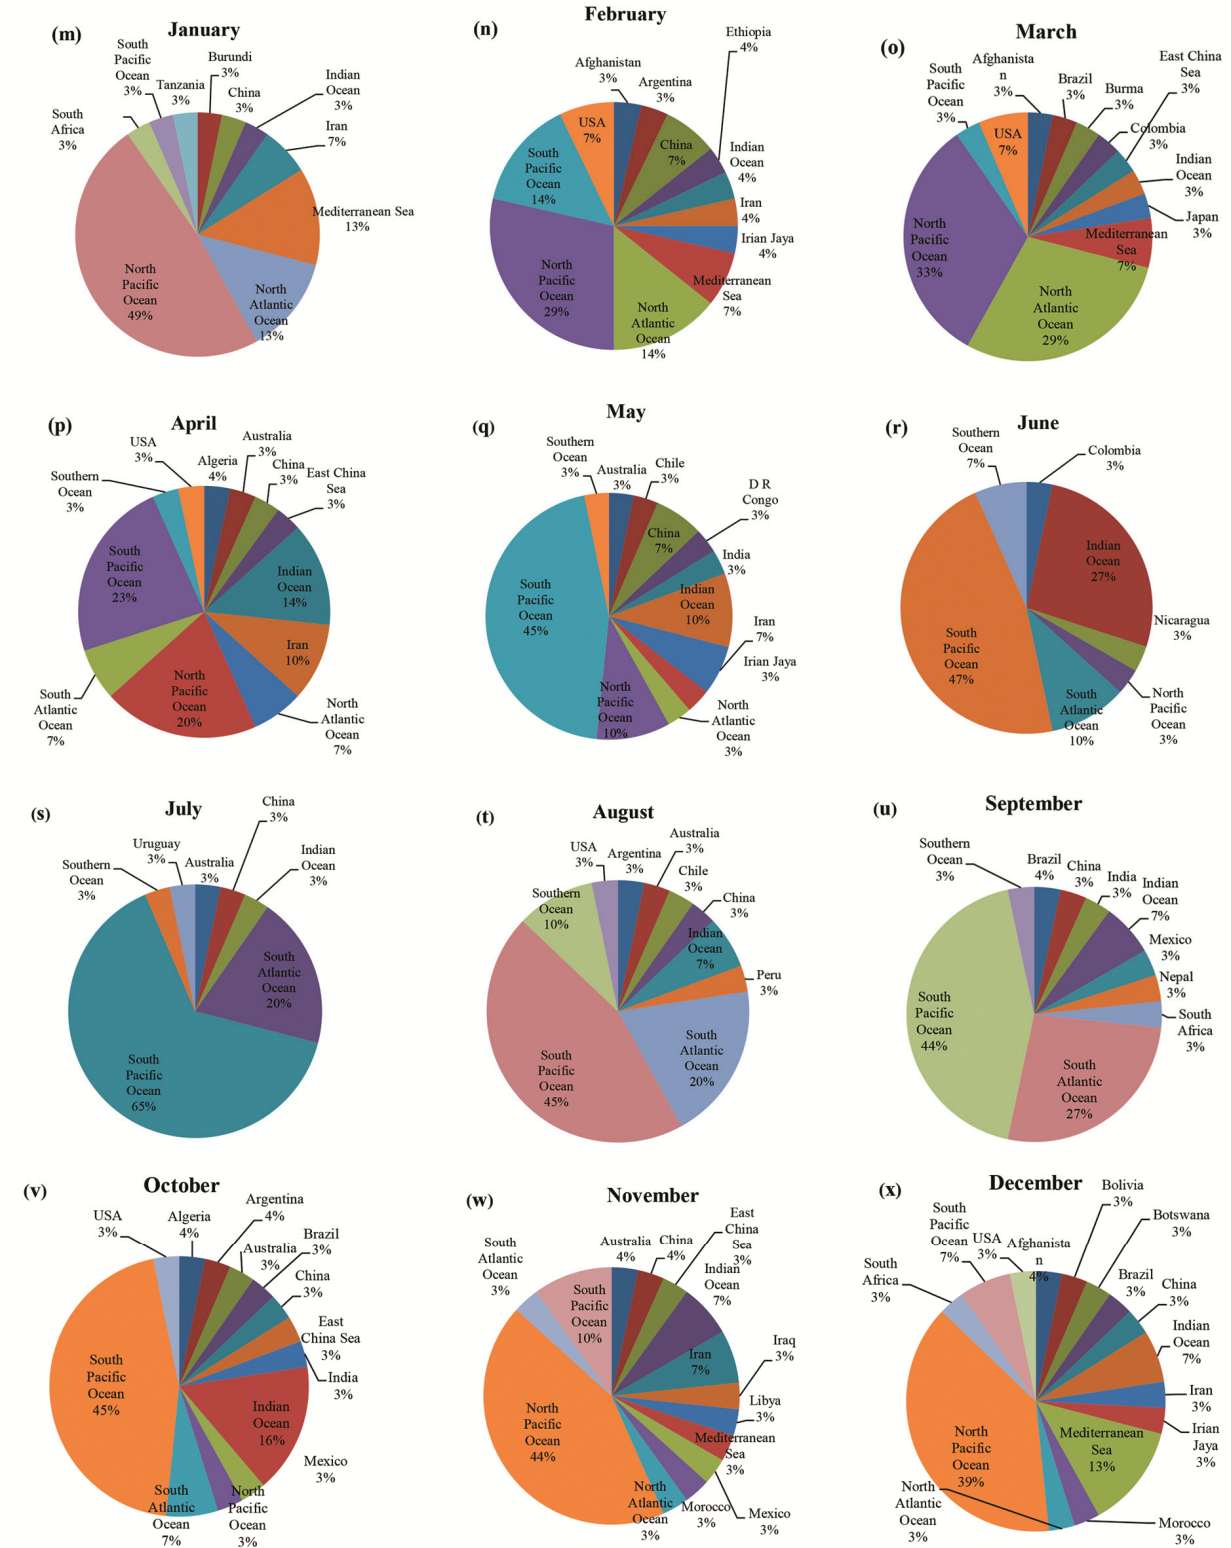 (m)
January
South
Pacific
Ocean
3%
Tanzania
3%
Burundi
3%
China
3%
Indian
Ocean
3%
Iran
7%
Mediterranean Sea
13%
North
Atlantic
Ocean
13%
North
Pacific
Ocean
49%
South
Africa
3%
(n)
February
Afghanistan
3%
Argentina
3%
Ethiopia
4%
China
7%
Indian
Ocean
4%
Iran
4%
Irian Jaya
4%
Mediterranean
Sea
7%
North
Atlantic
Ocean
14%
North
Pacific
Ocean
29%
South
Pacific
Ocean
14%
USA
7%
(o)
March
South
Pacific
Ocean
3%
Afghanista
n
3%
Brazil
3%
Burma
3%
East China
Sea
3%
Colombia
3%
Indian
Ocean
3%
Japan
3%
Mediterranean
Sea
7%
North
Atlantic
Ocean
29%
North
Pacific
Ocean
33%
USA
7%
(p)
April
USA
3%
Algeria
4%
Australia
3%
China
3%
East China
Sea
3%
Indian
Ocean
14%
Iran
10%
North
Atlantic
Ocean
7%
North
Pacific
Ocean
20%
South
Atlantic
Ocean
7%
South
Pacific
Ocean
23%
Southern
Ocean
3%
(q)
May
Southern
Ocean
3%
Australia
3%
Chile
3%
China
7%
D R
Congo
3%
India
3%
Indian
Ocean
10%
Iran
7%
Irian Jaya
3%
North
Atlantic
Ocean
3%
North
Pacific
Ocean
10%
South
Pacific
Ocean
45%
(r)
June
Southern
Ocean
7%
Colombia
3%
Indian
Ocean
27%
Nicaragua
3%
North
Pacific
Ocean
3%
South
Atlantic
Ocean
10%
South
Pacific
Ocean
47%
(s)
July
Southern
Ocean
3%
Uruguay
3%
Australia
3%
China
3%
Indian
Ocean
3%
South
Atlantic
Ocean
20%
South
Pacific
Ocean
65%
(t)
August
USA
3%
Argentina
3%
Australia
3%
Chile
3%
China
3%
Indian
Ocean
7%
Peru
3%
South
Atlantic
Ocean
20%
South
Pacific
Ocean
45%
Southern
Ocean
10%
(u)
September
Southern
Ocean
3%
Brazil
4%
China
3%
India
3%
Indian
Ocean
7%
Mexico
3%
Nepal
3%
South
Africa
3%
South
Atlantic
Ocean
27%
South
Pacific
Ocean
44%
(v)
October
USA
3%
Algeria
4%
Argentina
4%
Australia
3%
Brazil
3%
China
3%
East
China Sea
3%
India
3%
Indian
Ocean
16%
Mexico
3%
North
Pacific
Ocean
3%
South
Atlantic
Ocean
7%
South
Pacific
Ocean
45%
(w)
November
South
Atlantic
Ocean
3%
South
Pacific
Ocean
10%
Australia
4%
China
4%
East
China
Sea
3%
Indian
Ocean
7%
Iran
7%
Iraq
3%
Libya
3%
Mediterranean
Sea
3%
Mexico
3%
Morocco
3%
North
Atlantic
Ocean
3%
North
Pacific
Ocean
44%
(x)
December
South
Africa
3%
South
Pacific
Ocean
7%
USA
3%
Afghanista
n
4%
Bolivia
3%
Botswana
3%
Brazil
3%
China
3%
Indian
Ocean
7%
Iran
3%
Irian
Jaya
3%
Mediterranean
Sea
13%
Morocco
3%
North
Atlantic
Ocean
3%
North
Pacific
Ocean
39%